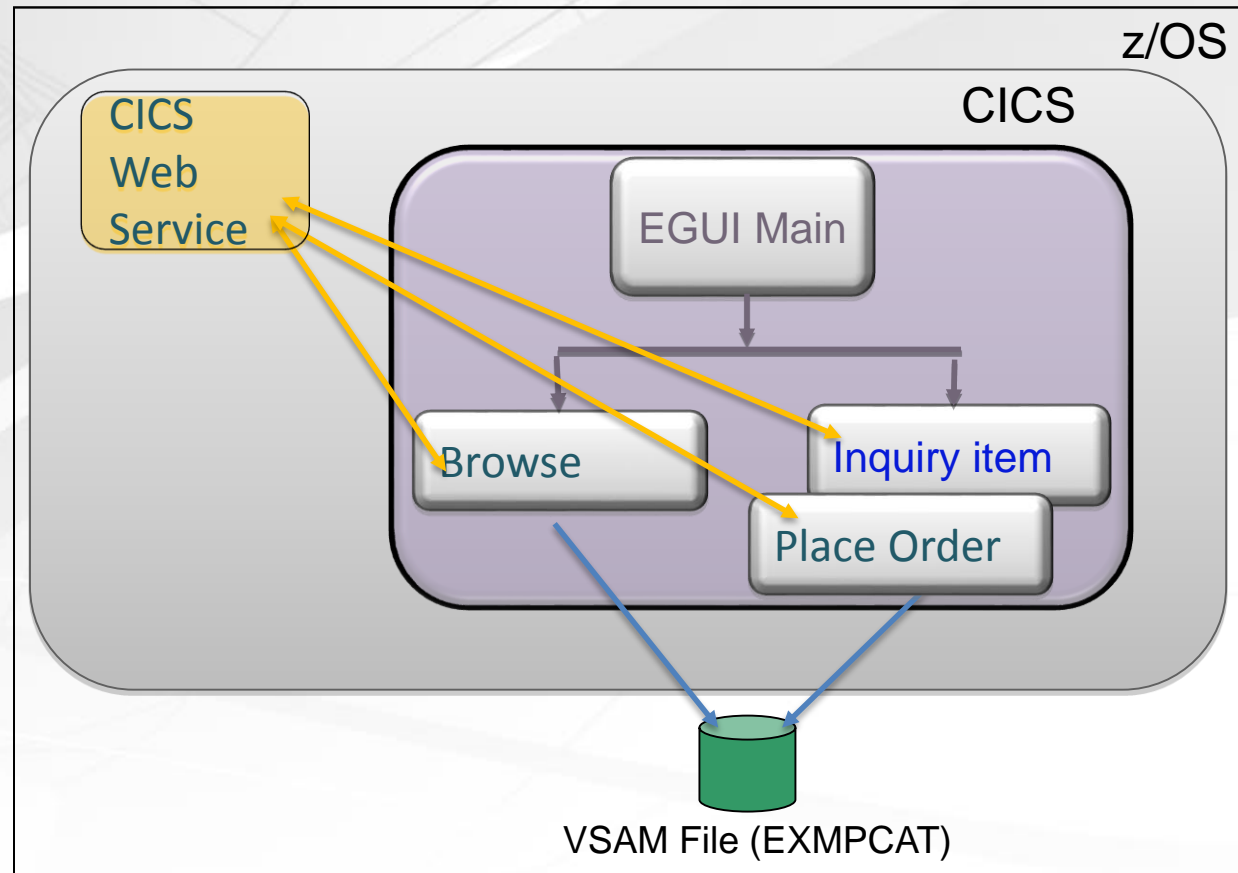 z/OS
CICS
CICS
Web
Service
EGUI Main
Browse
Inquiry item
Place Order
VSAM File (EXMPCAT)